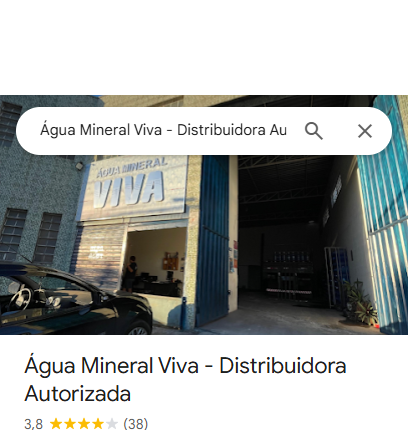 Água Mineral Viva - Distribuidora Au
ÁGUA MINERAL
VIVA
Água Mineral Viva - Distribuidora
Autorizada
3,8 (38)